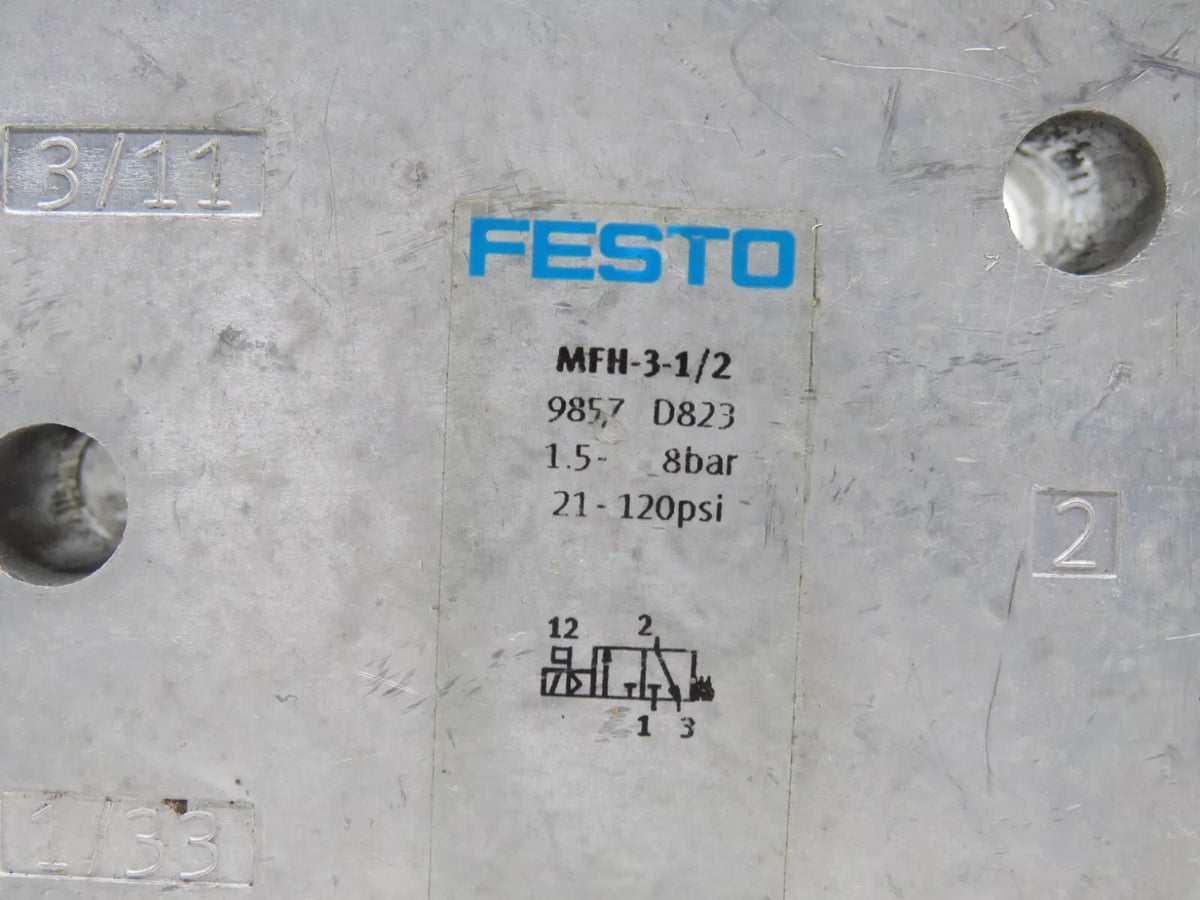 3/11
FESTO
MFH-3-1/2
9857 D823
1.5- 8bar
21-120psi
2
12 2
1 3
1/33